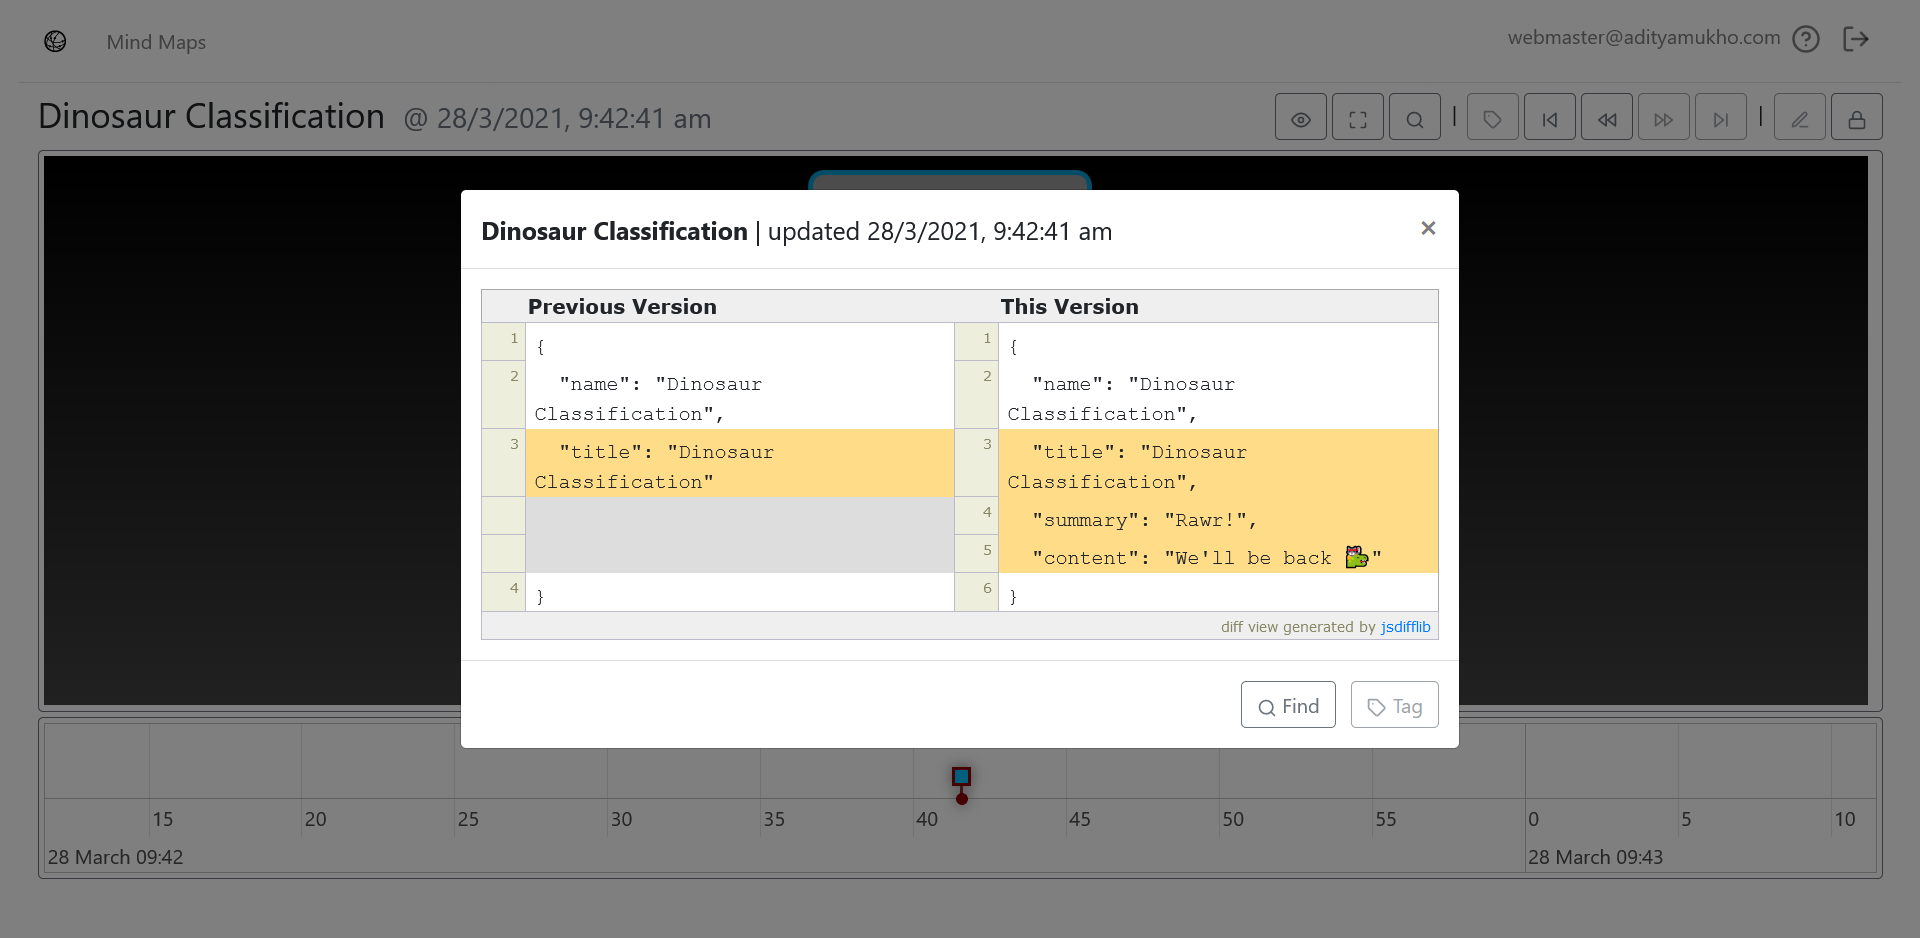 Mind Maps
webmaster@adityamukho.com
Dinosaur Classification @ 28/3/2021, 9:42:41 am
Dinosaur Classification | updated 28/3/2021, 9:42:41 am
×
Previous Version
This Version
1 {
2 "name": "Dinosaur
Classification",
3 "title": "Dinosaur
Classification"
4 }
1 {
2 "name": "Dinosaur
Classification",
3 "title": "Dinosaur
Classification",
4 "summary": "Rawr!",
5 "content": "We'll be back 🐲"
6 }
diff view generated by jsdifflib
Find
Tag
15 20 25 30 35 40 45 50 55 0 5 10
28 March 09:42
28 March 09:43